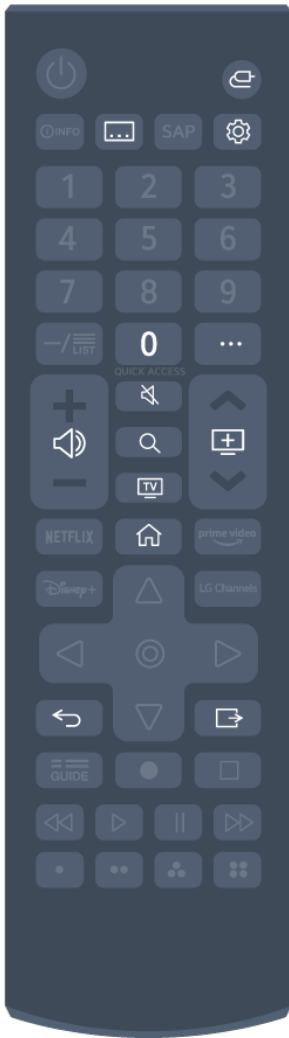 INFO SAP
1 2 3
4 5 6
7 8 9
—/LIST 0 ...
QUICK ACCESS
TV
NETFLIX prime video
Disney+ LG Channels
GUIDE